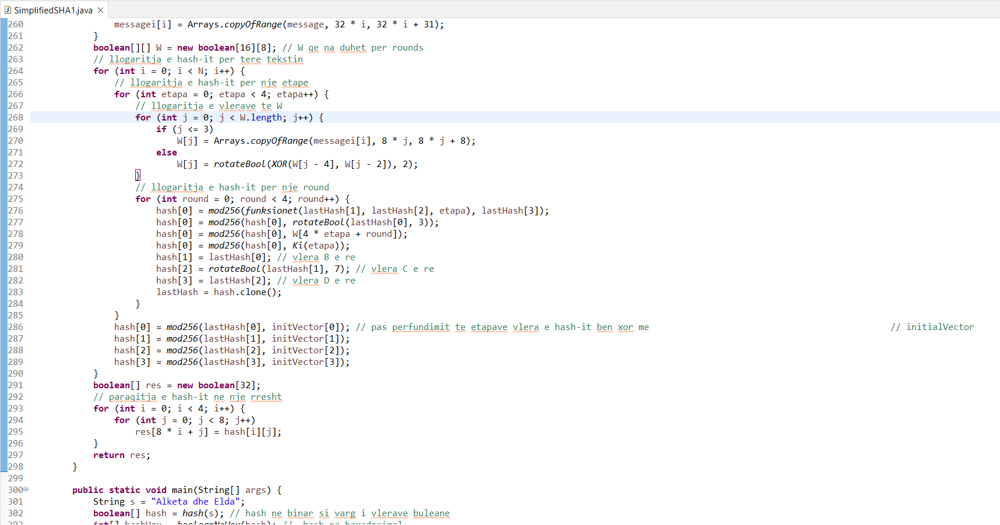 SimplifiedSHA1.java
260 messagei[i] = Arrays.copyOfRange(message, 32 * i, 32 * i + 31);
261 }
262 boolean[][] W = new boolean[16][8]; // W qe na duhet per rounds
263 // llogaritja e hash-it per tere tekstin
264 for (int i = 0; i < N; i++) {
265 // llogaritja e hash-it per nje etape
266 for (int etapa = 0; etapa < 4; etapa++) {
267 // llogaritja e vlerave te W
268 for (int j = 0; j < W.length; j++) {
269 if (j <= 3)
270 W[j] = Arrays.copyOfRange(messagei[i], 8 * j, 8 * j + 8);
271 else
272 W[j] = rotateBool(XOR(W[j - 4], W[j - 2]), 2);
273 }
274 // llogaritja e hash-it per nje round
275 for (int round = 0; round < 4; round++) {
276 hash[0] = mod256(funksionet(lastHash[1], lastHash[2], etapa), lastHash[3]);
277 hash[0] = mod256(hash[0], rotateBool(lastHash[0], 3));
278 hash[0] = mod256(hash[0], W[4 * etapa + round]);
279 hash[0] = mod256(hash[0], Ki(etapa));
280 hash[1] = lastHash[0]; // vlera B e re
281 hash[2] = rotateBool(lastHash[1], 7); // vlera C e re
282 hash[3] = lastHash[2]; // vlera D e re
283 lastHash = hash.clone();
284 }
285 }
286 hash[0] = mod256(lastHash[0], initVector[0]); // pas perfundimit te etapave vlera e hash-it ben xor me // initialVector
287 hash[1] = mod256(lastHash[1], initVector[1]);
288 hash[2] = mod256(lastHash[2], initVector[2]);
289 hash[3] = mod256(lastHash[3], initVector[3]);
290 }
291 boolean[] res = new boolean[32];
292 // paraqitja e hash-it ne nje rresht
293 for (int i = 0; i < 4; i++) {
294 for (int j = 0; j < 8; j++)
295 res[8 * i + j] = hash[i][j];
296 }
297 return res;
298 }
299
300 public static void main(String[] args) {
301 String s = "Alketa dhe Elda";
302 boolean[] hash = hash(s); // hash ne binar si varg i vlerave buleane
303 int[] hashHex = booleanNeHex(hash); // hash ne hexadecimal